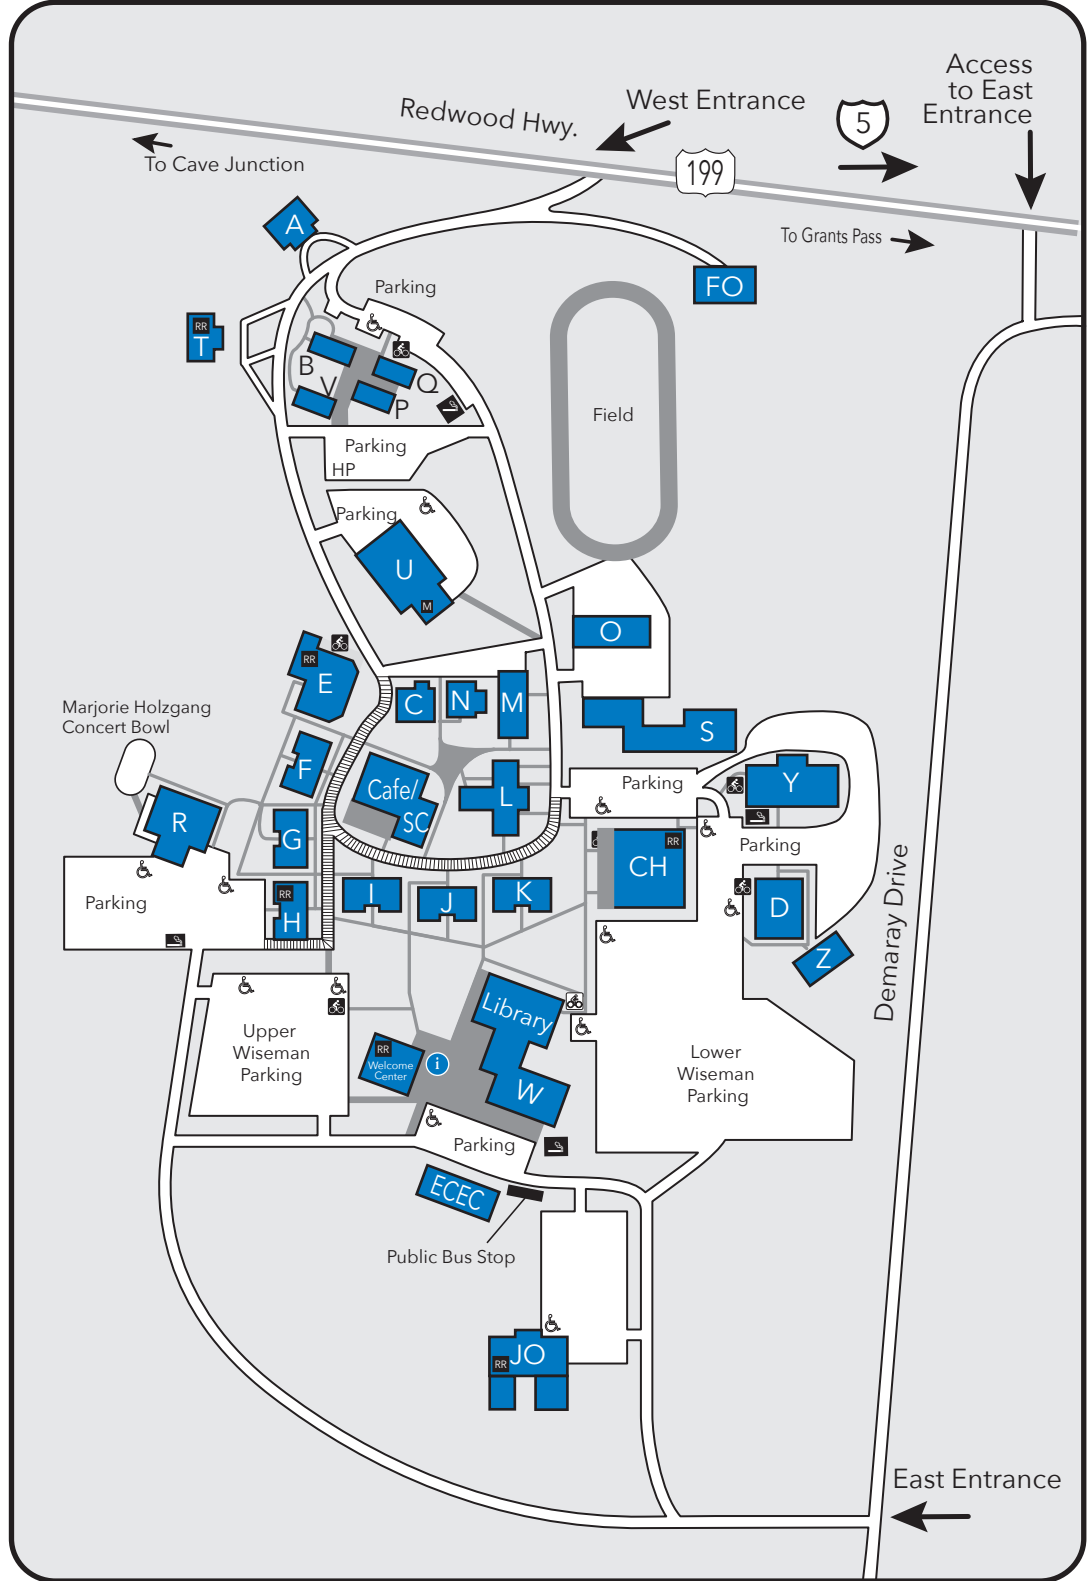 Access
to East
Entrance
West Entrance
Redwood Hwy.
5
To Cave Junction
199
To Grants Pass
A
FO
Parking
RR
T
B
Q
V
P
Field
Parking
HP
Parking
U
M
O
RR
E
C
N
M
Marjorie Holzgang
Concert Bowl
S
F
Parking
Y
Cafe/
SC
L
R
G
RR
CH
Parking
Demaray Drive
I
J
K
RR
H
D
Parking
Z
Library
Upper
Wiseman
Parking
RR
Welcome
Center
i
W
Lower
Wiseman
Parking
Parking
ECEC
Public Bus Stop
JO
RR
East Entrance